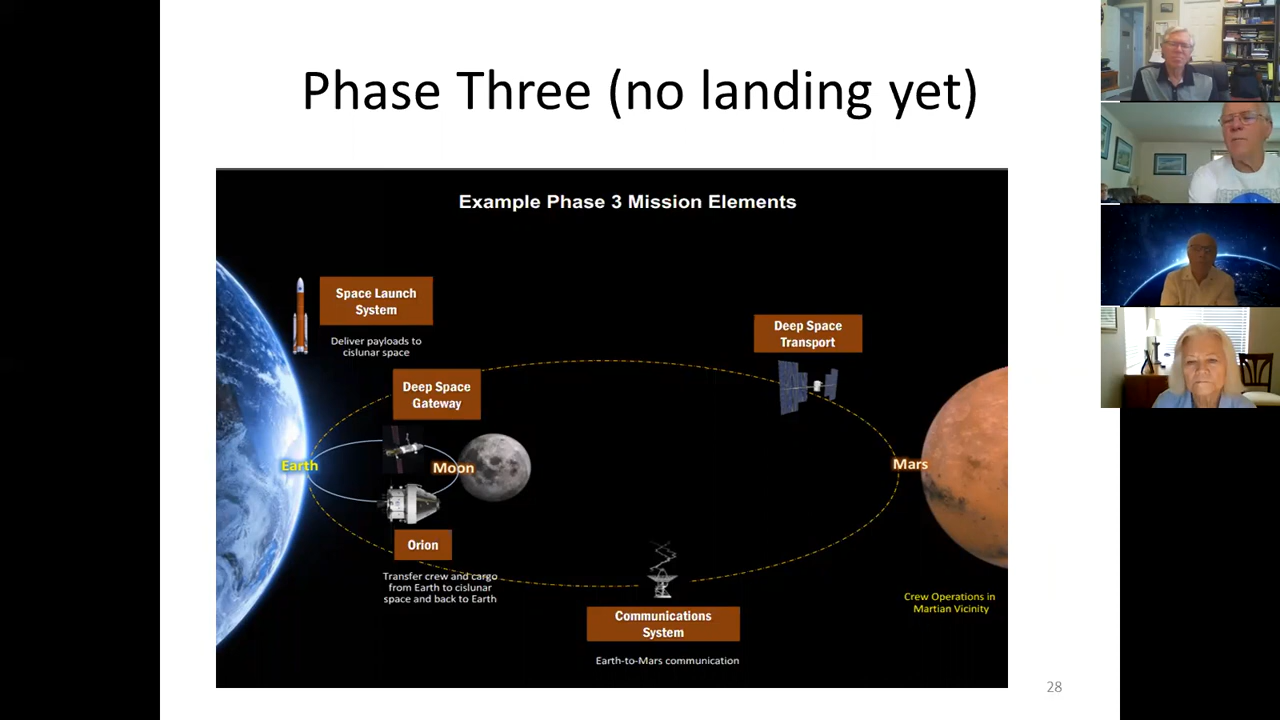 Phase Three (no landing yet)
Example Phase 3 Mission Elements
Space Launch
System
Deliver payloads to
cislunar space
Deep Space
Transport
Deep Space
Gateway
Earth
Moon
Mars
Orion
Transfer crew and cargo
from Earth to cislunar
space and back to Earth
Crew Operations in
Martian Vicinity
Communications
System
Earth-to-Mars communication
28